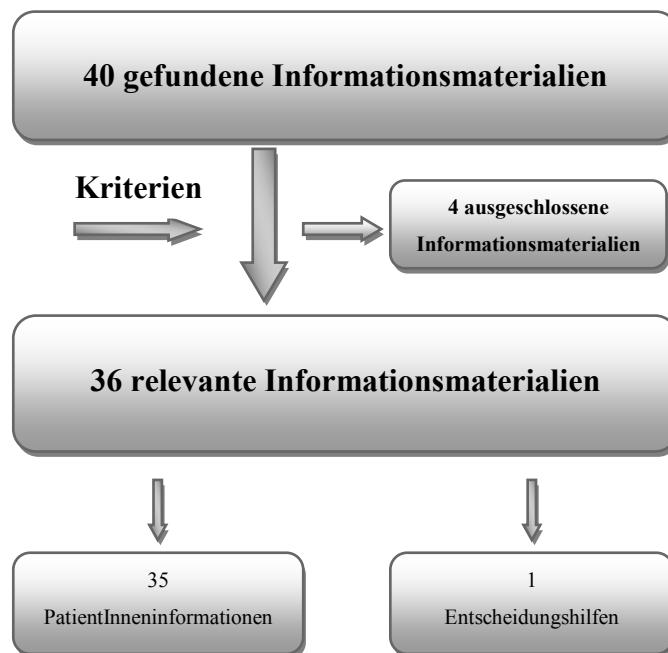 40 gefundene Informationsmaterialien
Kriterien
4 ausgeschlossene
Informationsmaterialien
36 relevante Informationsmaterialien
35
PatientInneninformationen
1
Entscheidungshilfen